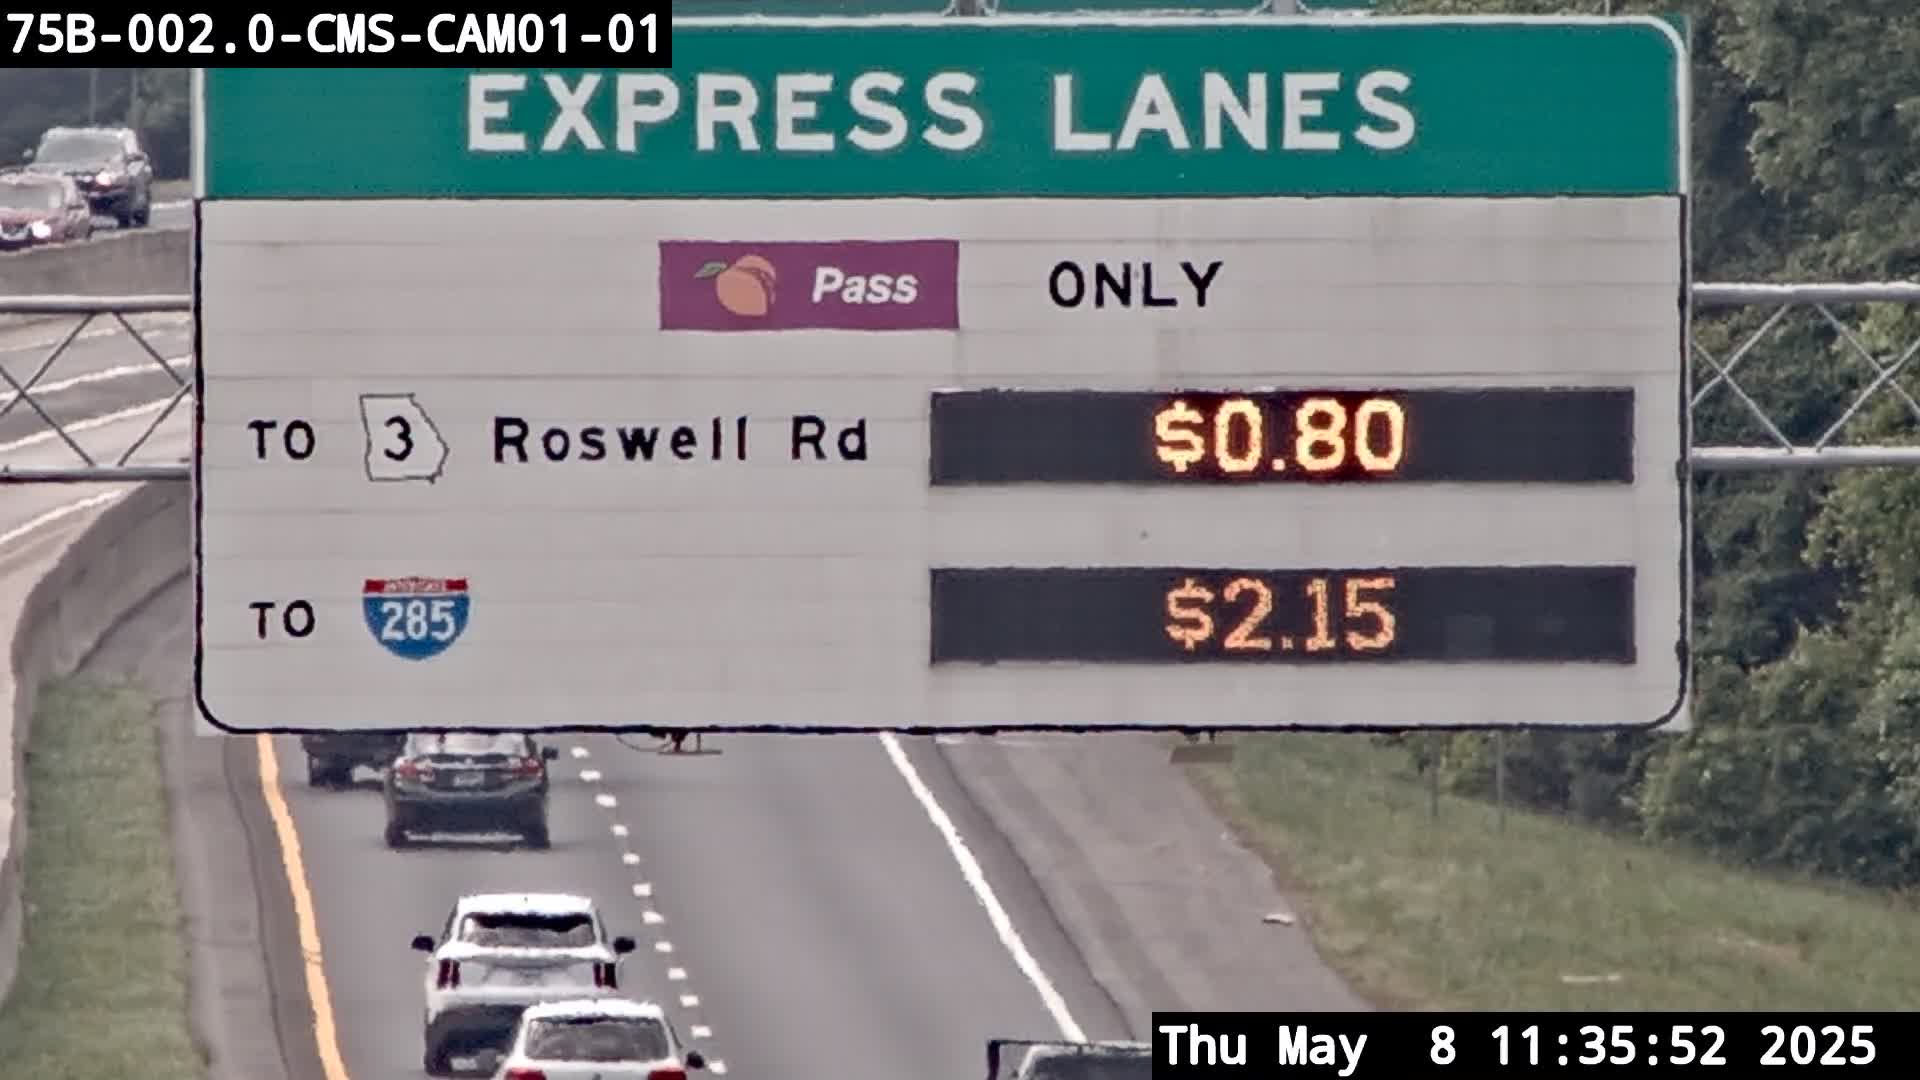 75B-002.0-CMS-CAM01-01
EXPRESS LANES
Pass ONLY
TO 3 Roswell Rd $0.80
INTERSTATE
TO 285 $2.15
Thu May 8 11:35:52 2025